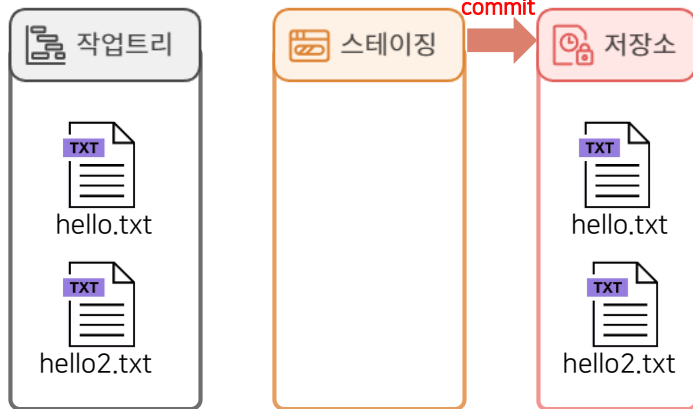 commit
작업트리
스테이징
저장소
TXT
hello.txt
TXT
hello2.txt
TXT
hello.txt
TXT
hello2.txt